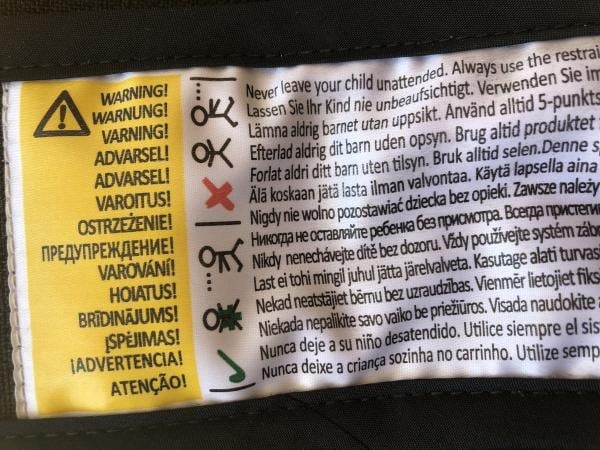 WARNING!
WARNUNG!
VARNING!
ADVARSEL!
ADVARSEL!
VAROITUS!
OSTRZEŻENIE!
ПРЕДУПРЕЖДЕНИЕ!
VAROVÁNÍ!
HOIATUS!
BRĪDINĀJUMS!
ĮSPĖJIMAS!
¡ADVERTENCIA!
ATENÇÃO!
Never leave your child unattended. Always use the restrai
Lassen Sie Ihr Kind nie unbeaufsichtigt. Verwenden Sie im
Lämna aldrig barnet utan uppsikt. Använd alltid 5-punkts
Efterlad aldrig dit barn uden opsyn. Brug altid produktet
Forlat aldri ditt barn uten tilsyn. Bruk alltid selen.Denne s
Älä koskaan jätä lasta ilman valvontaa. Käytä lapsella aina
Nigdy nie wolno pozostawiać dziecka bez opieki. Zawsze należy
Никогда не оставляйте ребенка без присмотра. Всегда пристегив
Nikdy nenechávejte dítě bez dozoru. Vždy používejte systém zábr
Last ei tohi mingil juhul jätta järelvalveta. Kasutage alati turvas
Nekad neatstājiet bērnu bez uzraudzības. Vienmēr lietojiet fiks
Niekada nepalikite savo vaiko be priežiūros. Visada naudokite a
Nunca deje a su niño desatendido. Utilice siempre el sis
Nunca deixe a criança sozinha no carrinho. Utilize semp